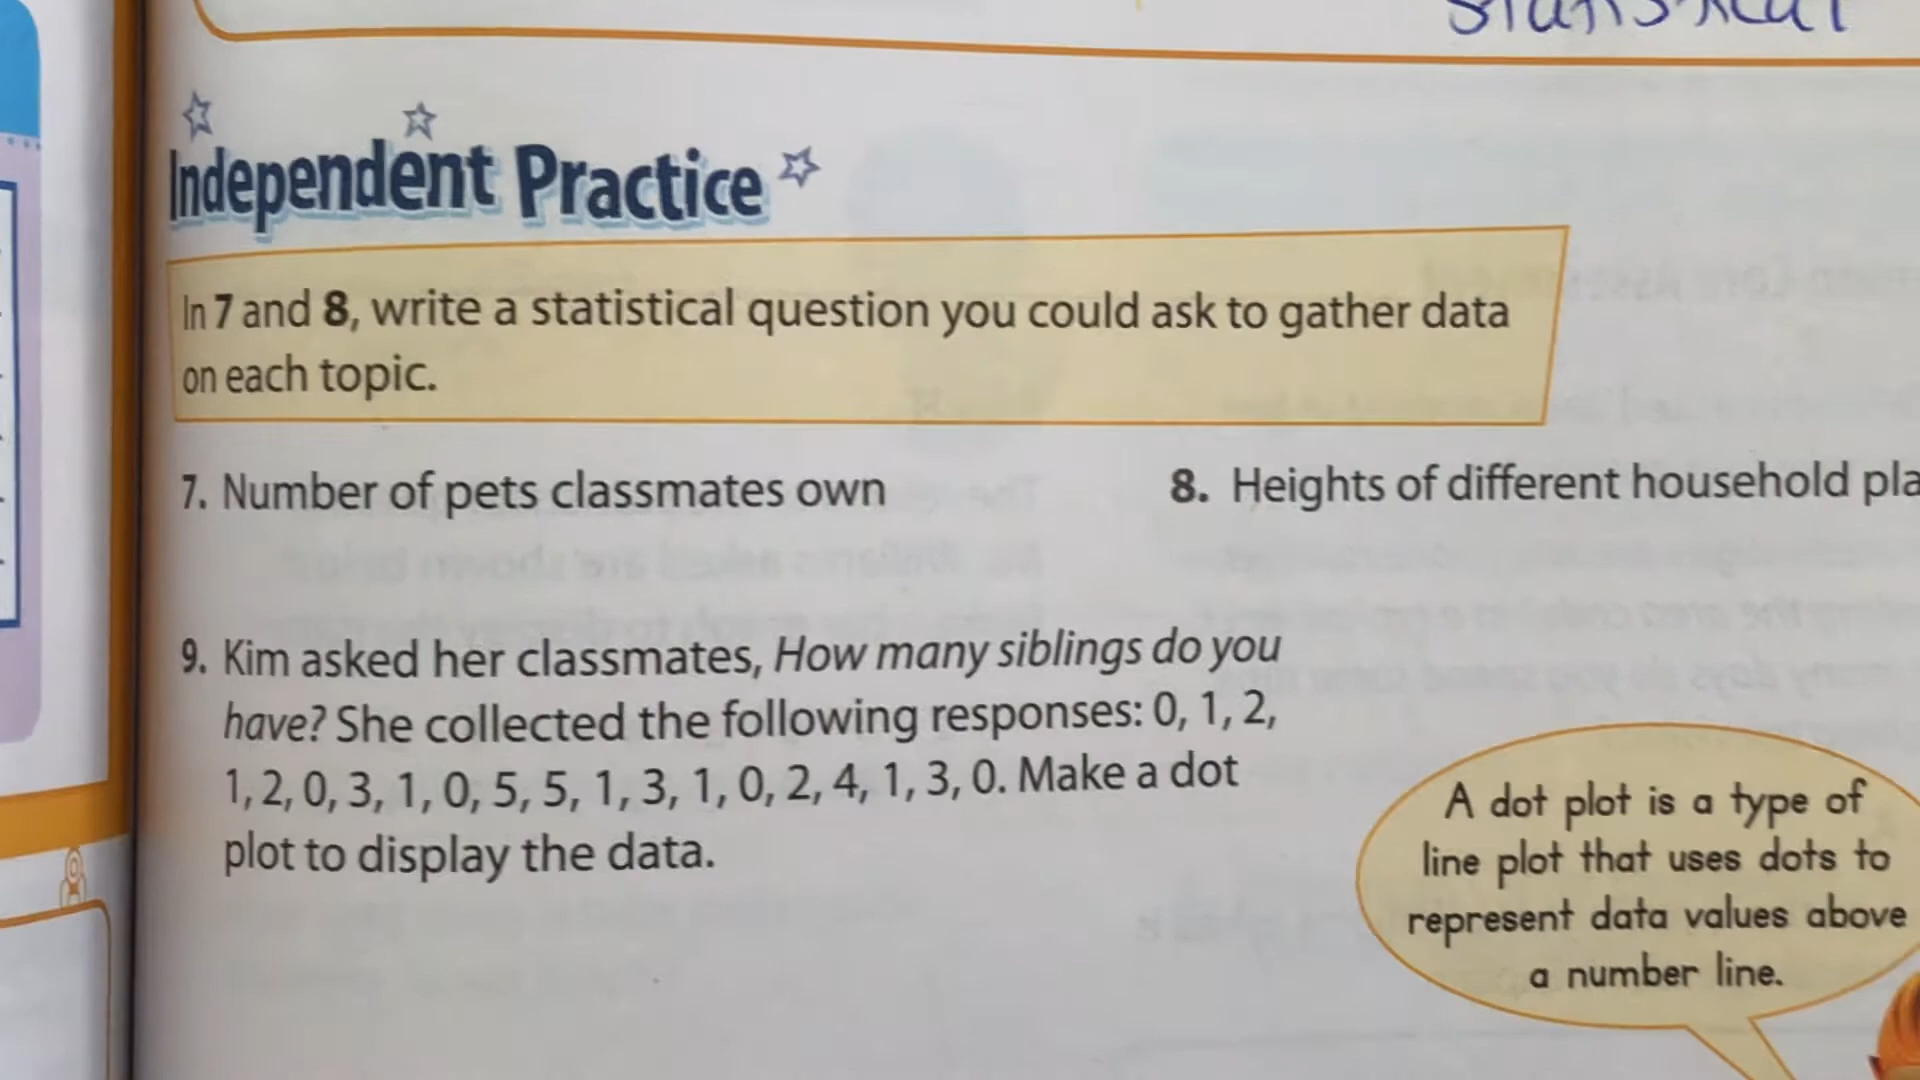 Statistical
Independent Practice
In 7 and 8, write a statistical question you could ask to gather data
on each topic.
7. Number of pets classmates own
8. Heights of different household
9. Kim asked her classmates, How many siblings do you
have? She collected the following responses: 0, 1, 2,
1, 2, 0, 3, 1, 0, 5, 5, 1, 3, 1, 0, 2, 4, 1, 3, 0. Make a dot
plot to display the data.
A dot plot is a type of
line plot that uses dots to
represent data values above
a number line.